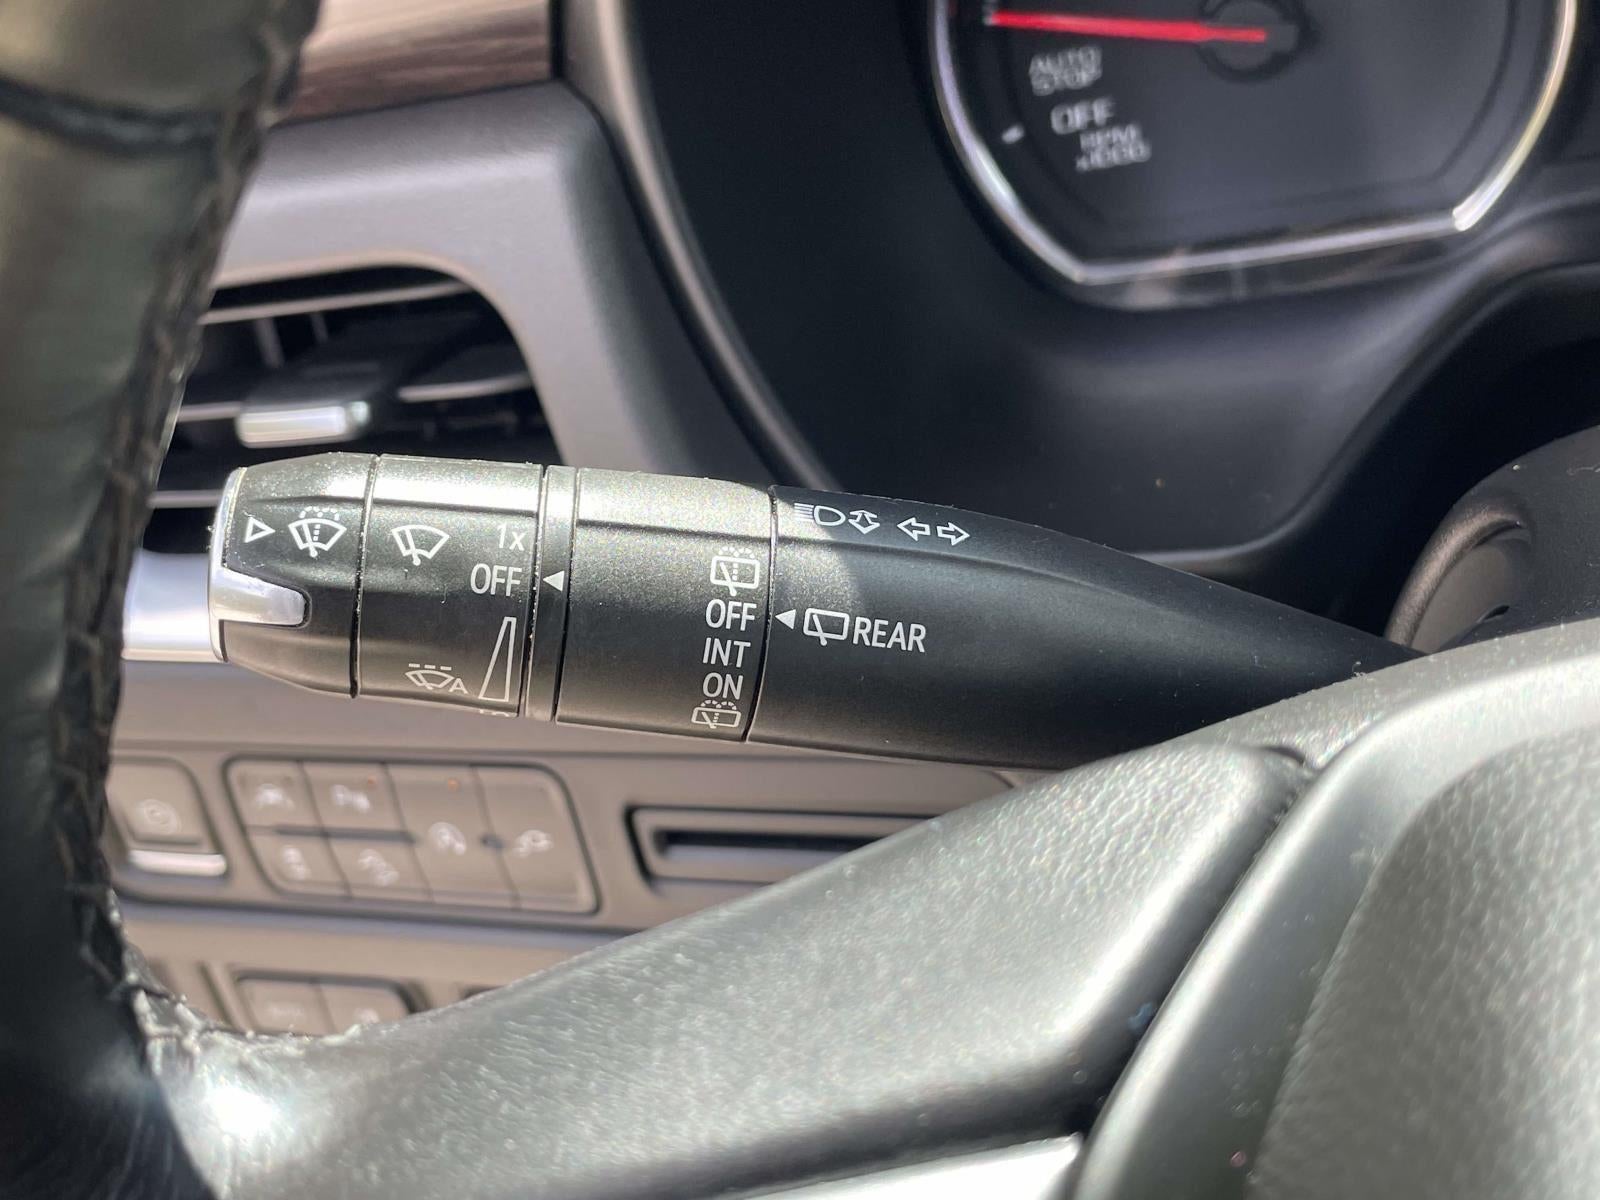 AUTO
STOP
OFF
RPM
x1000
1x
OFF
A
OFF
INT
ON
REAR